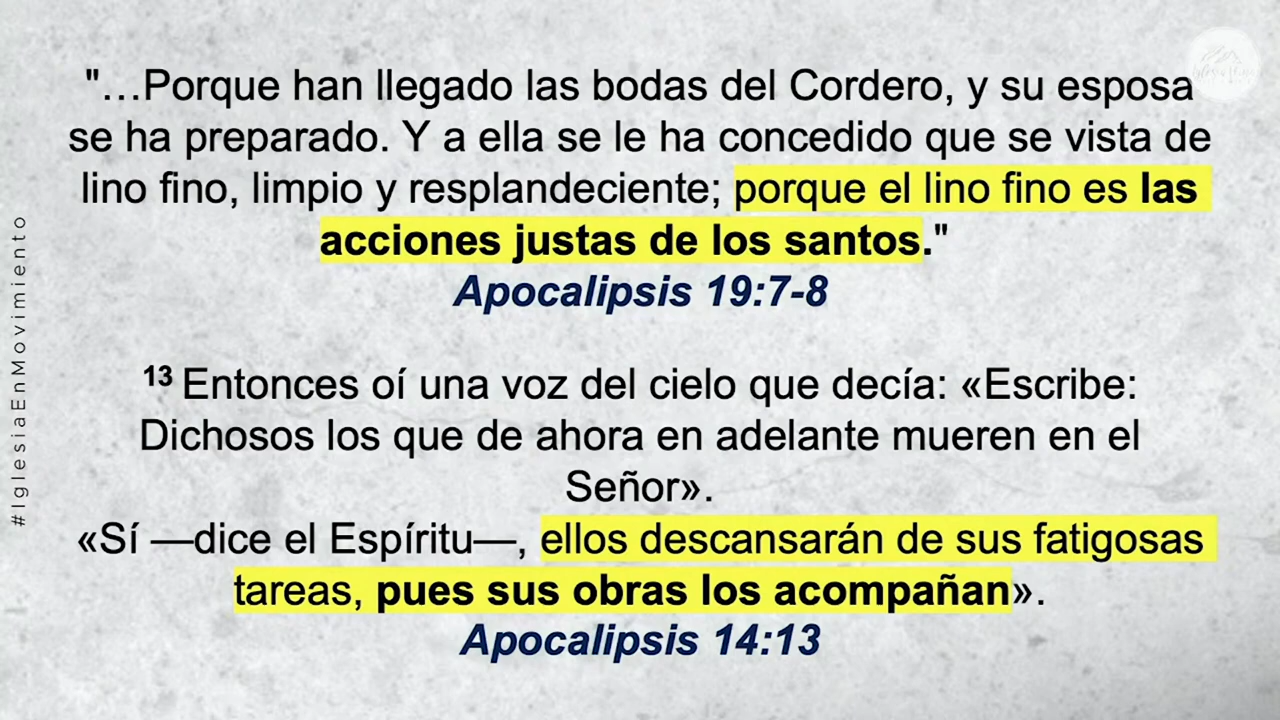 "…Porque han llegado las bodas del Cordero, y su esposa
se ha preparado. Y a ella se le ha concedido que se vista de
lino fino, limpio y resplandeciente; porque el lino fino es las
acciones justas de los santos."
Apocalipsis 19:7-8
13 Entonces oí una voz del cielo que decía: «Escribe:
Dichosos los que de ahora en adelante mueren en el
Señor».
«Sí —dice el Espíritu—, ellos descansarán de sus fatigosas
tareas, pues sus obras los acompañan».
Apocalipsis 14:13
#IglesiaEnMovimiento